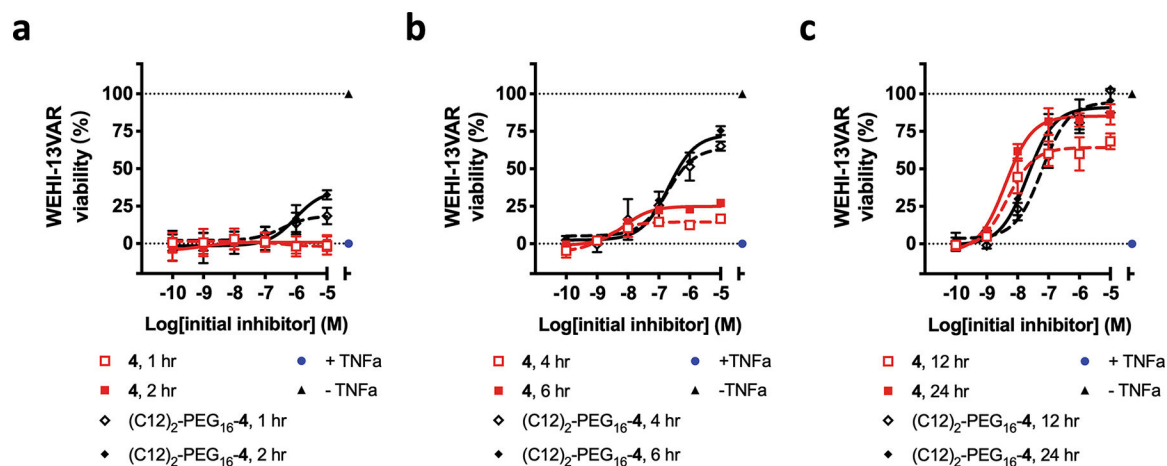 a
WEHI-13VAR
viability (%)
100
75
50
25
0
-10 -9 -8 -7 -6 -5
Log[initial inhibitor] (M)
4, 1 hr
4, 2 hr
(C12)₂-PEG₁₆-4, 1 hr
(C12)₂-PEG₁₆-4, 2 hr
+ TNFa
- TNFa
b
WEHI-13VAR
viability (%)
100
75
50
25
0
-10 -9 -8 -7 -6 -5
Log[initial inhibitor] (M)
4, 4 hr
4, 6 hr
(C12)₂-PEG₁₆-4, 4 hr
(C12)₂-PEG₁₆-4, 6 hr
+TNFa
-TNFa
c
WEHI-13VAR
viability (%)
100
75
50
25
0
-10 -9 -8 -7 -6 -5
Log[initial inhibitor] (M)
4, 12 hr
4, 24 hr
(C12)₂-PEG₁₆-4, 12 hr
(C12)₂-PEG₁₆-4, 24 hr
+ TNFa
- TNFa